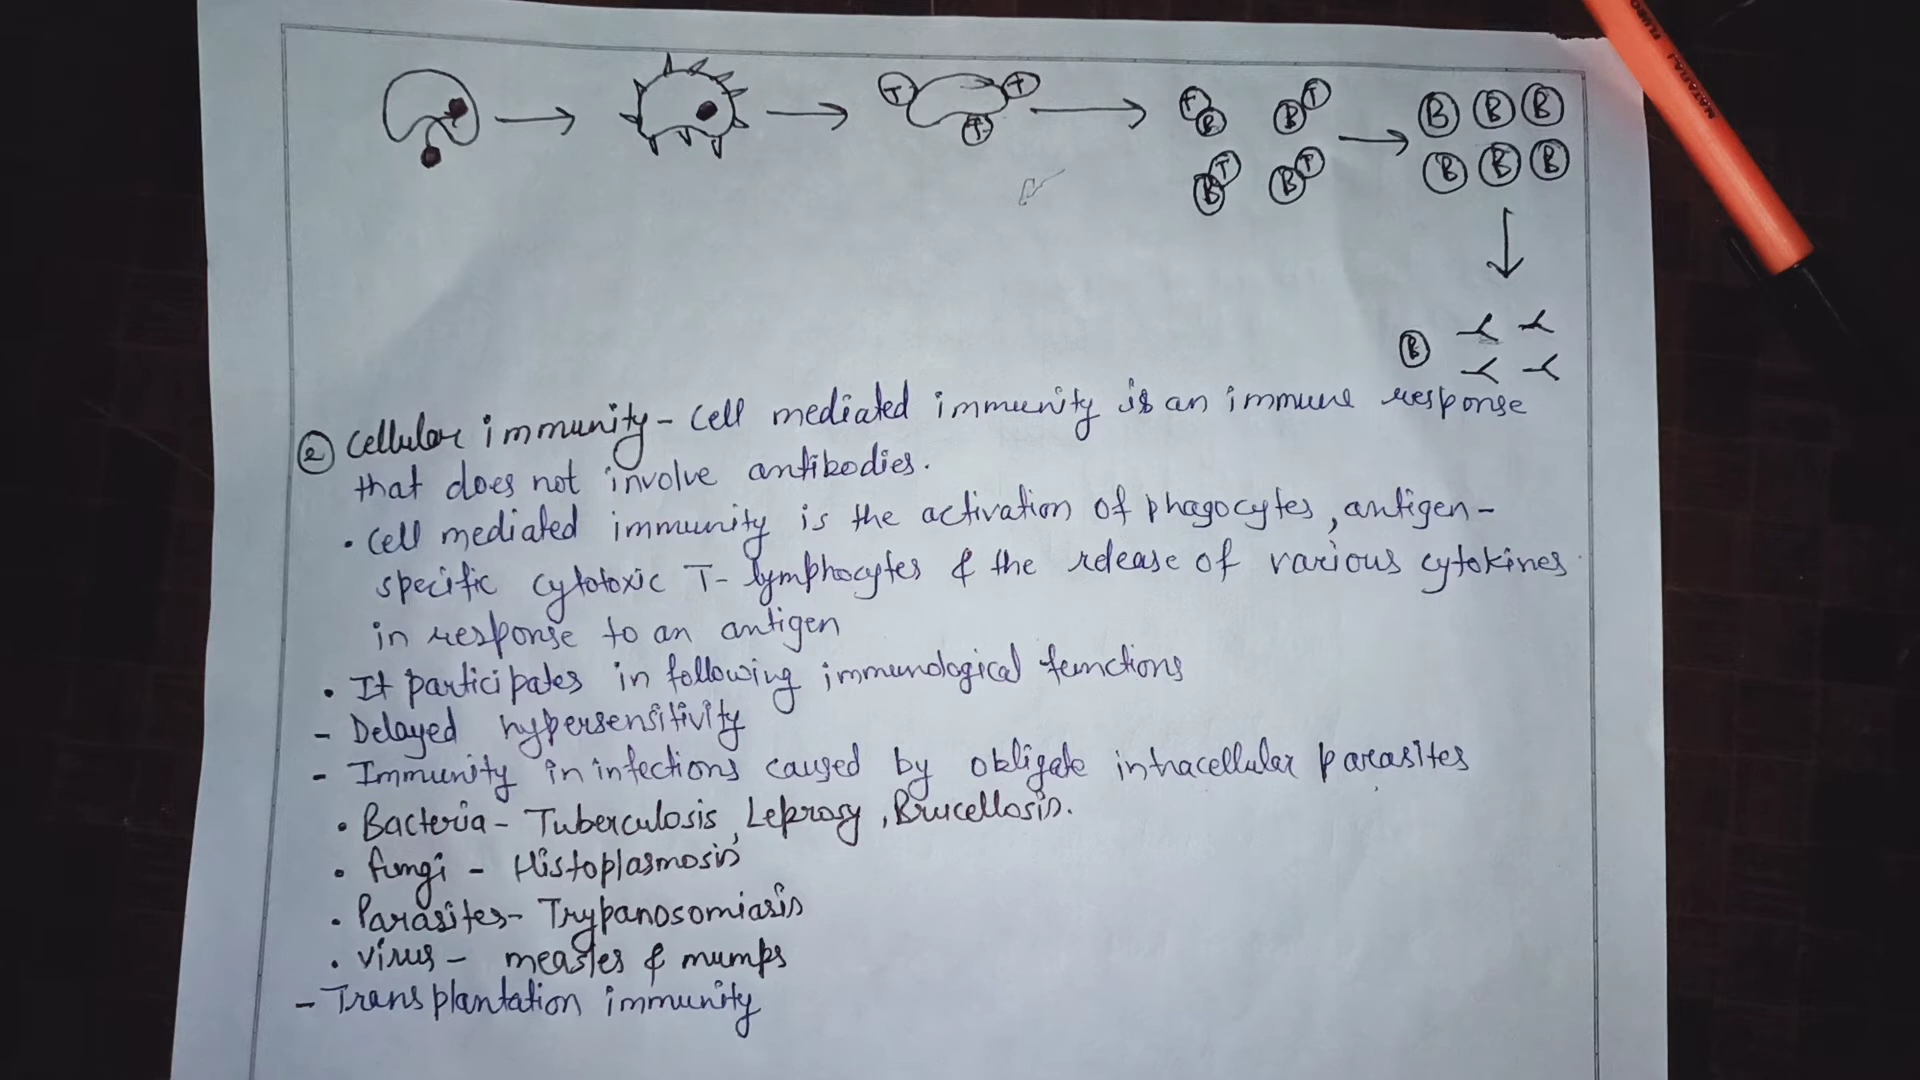 T T T
T B B T B T B T
B B B
B B B
B
② Cellular immunity - Cell mediated immunity is an immune response
that does not involve antibodies.
• Cell mediated immunity is the activation of phagocytes, antigen-
specific cytotoxic T- lymphocytes & the release of various cytokines
in response to an antigen
• It participates in following immunological functions
- Delayed hypersensitivity
- Immunity in infections caused by obligate intracellular parasites
• Bacteria - Tuberculosis, Leprosy, Brucellosis.
• fungi - Histoplasmosis
• Parasites - Trypanosomiasis
• virus - measles & mumps
- Transplantation immunity